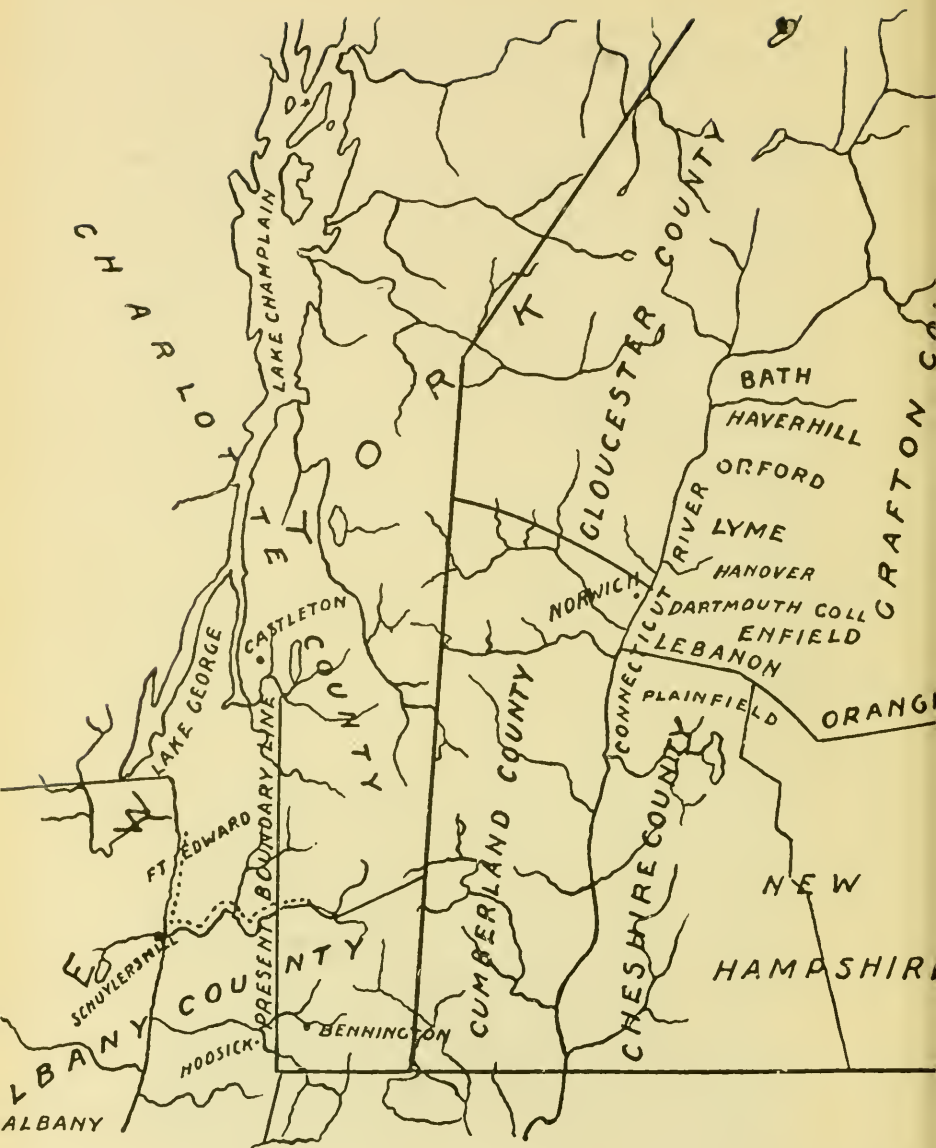 CHARLOTTE COUNTY
LAKE CHAMPLAIN
NEW YORK
GLOUCESTER COUNTY
BATH
HAVERHILL
ORFORD
LYME
HANOVER
DARTMOUTH COLL
ENFIELD
LEBANON
PLAINFIELD
ORANGE
GRAFTON CO
CONNECTICUT RIVER
NORWICH
CASTLETON
LAKE GEORGE
PRESENT BOUNDARY LINE
FT. EDWARD
SCHUYLERSMILL
CUMBERLAND COUNTY
CHESHIRE COUNTY
NEW
HAMPSHIRE
LBANY COUNTY
BENNINGTON
HOOSICK
ALBANY